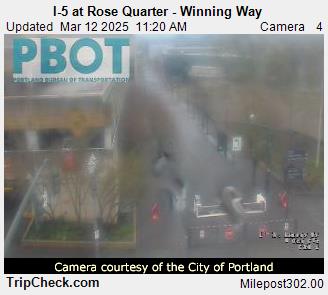 I-5 at Rose Quarter - Winning Way
Updated Mar 12 2025 11:20 AM Camera 4
PBOT
PORTLAND BUREAU OF TRANSPORTATION
Camera courtesy of the City of Portland
TripCheck.com Milepost302.00